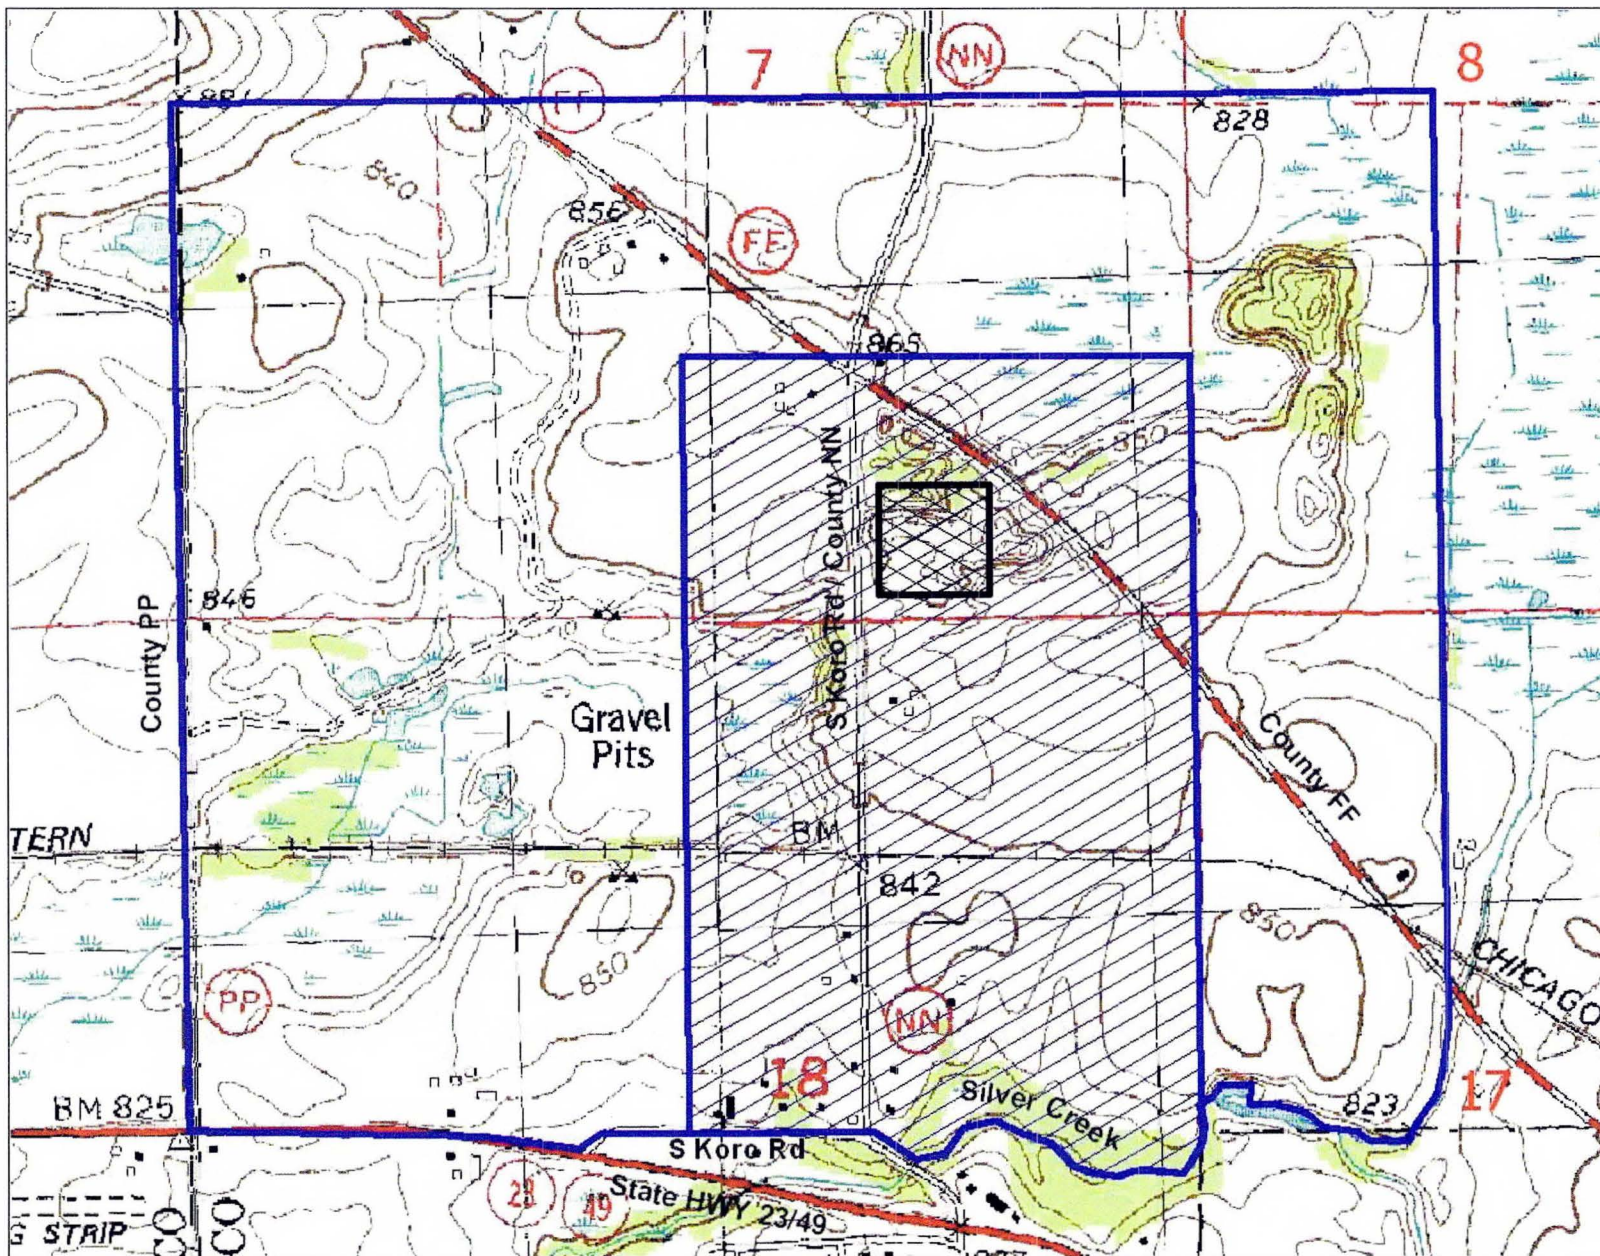 7
NN
8
FF
828
840
856
FF
865
850
S Koro Rd / County NN
846
County PP
Gravel
Pits
County FF
TERN
BM
842
850
850
CHICAGO
PP
NN
18
Silver Creek
BM 825
823
17
S Koro Rd
23
49
State HWY 23/49
G STRIP
CO
CO